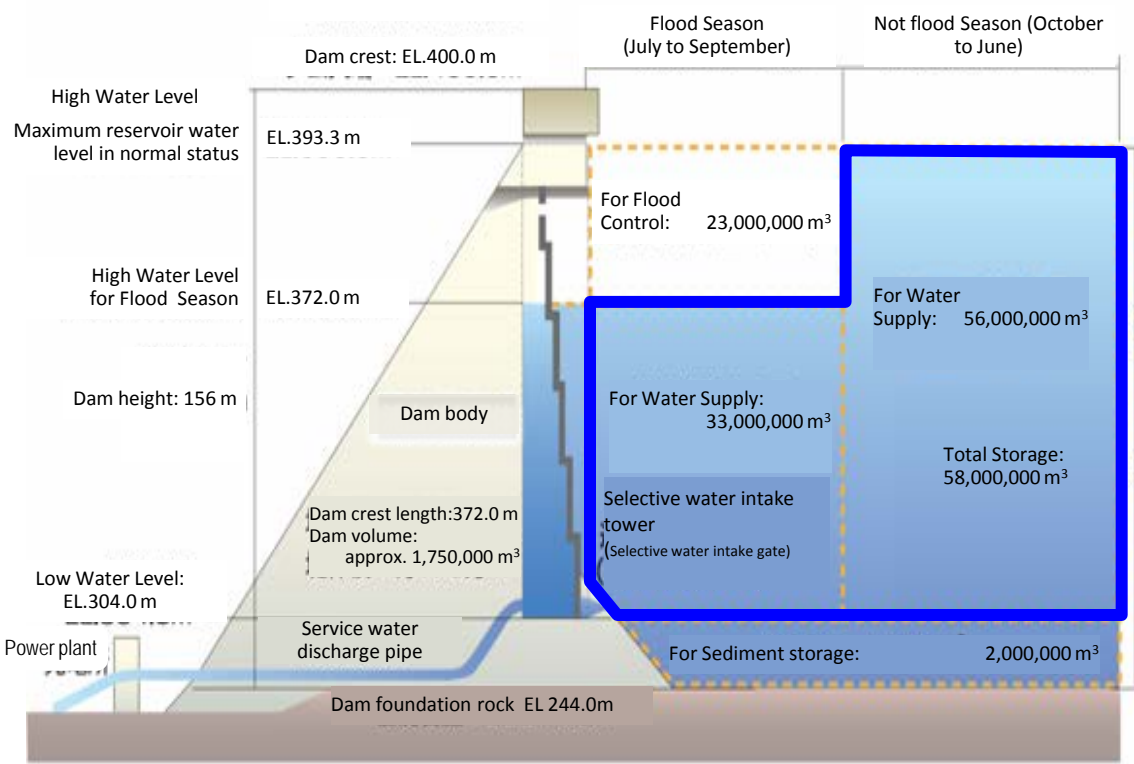 Flood Season
(July to September)
Not flood Season (October
to June)
Dam crest: EL.400.0 m
High Water Level
Maximum reservoir water
level in normal status
EL.393.3 m
For Flood
Control: 23,000,000 m³
High Water Level
for Flood Season
EL.372.0 m
For Water
Supply: 56,000,000 m³
Dam height: 156 m
Dam body
For Water Supply:
33,000,000 m³
Total Storage:
58,000,000 m³
Selective water intake
tower
(Selective water intake gate)
Dam crest length:372.0 m
Dam volume:
approx. 1,750,000 m³
Low Water Level:
EL.304.0 m
Power plant
Service water
discharge pipe
For Sediment storage: 2,000,000 m³
Dam foundation rock EL 244.0m